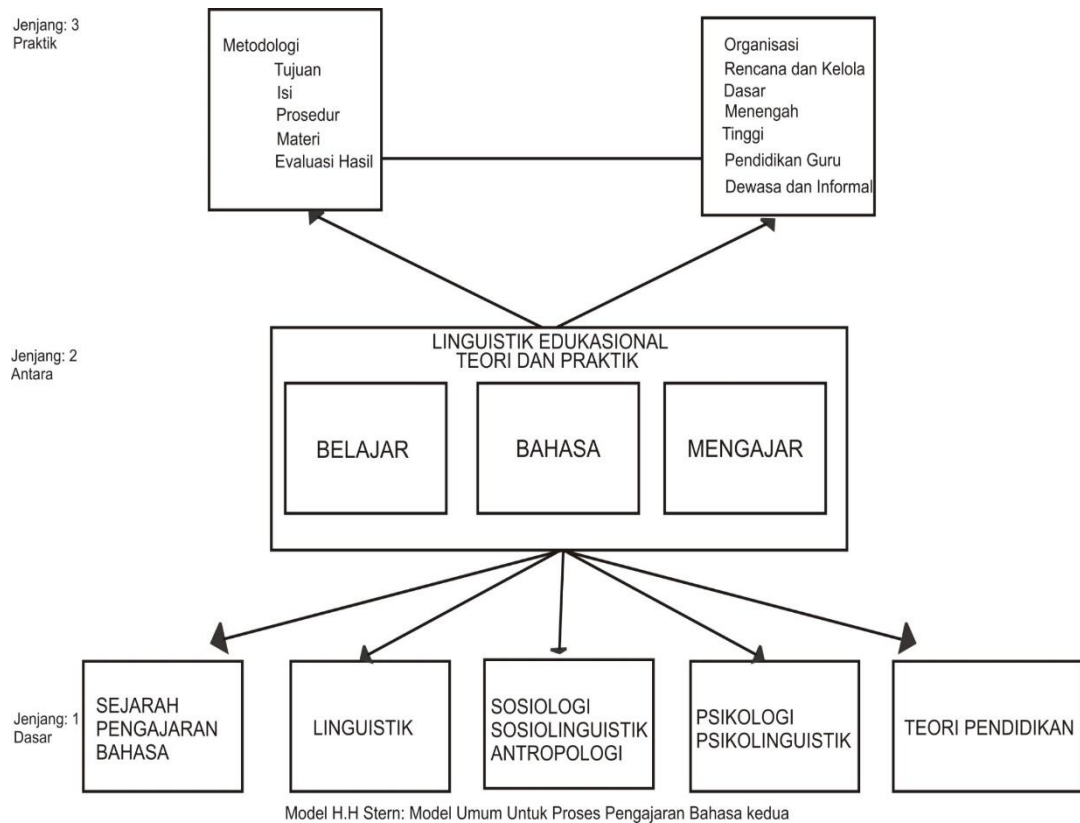 Jenjang: 3
Praktik
Metodologi
Tujuan
Isi
Prosedur
Materi
Evaluasi Hasil
Organisasi
Rencana dan Kelola
Dasar
Menengah
Tinggi
Pendidikan Guru
Dewasa dan Informal
Jenjang: 2
Antara
LINGUISTIK EDUKASIONAL
TEORI DAN PRAKTIK
BELAJAR
BAHASA
MENGAJAR
Jenjang: 1
Dasar
SEJARAH
PENGAJARAN
BAHASA
LINGUISTIK
SOSIOLOGI
SOSIOLINGUISTIK
ANTROPOLOGI
PSIKOLOGI
PSIKOLINGUISTIK
TEORI PENDIDIKAN
Model H.H Stern: Model Umum Untuk Proses Pengajaran Bahasa kedua